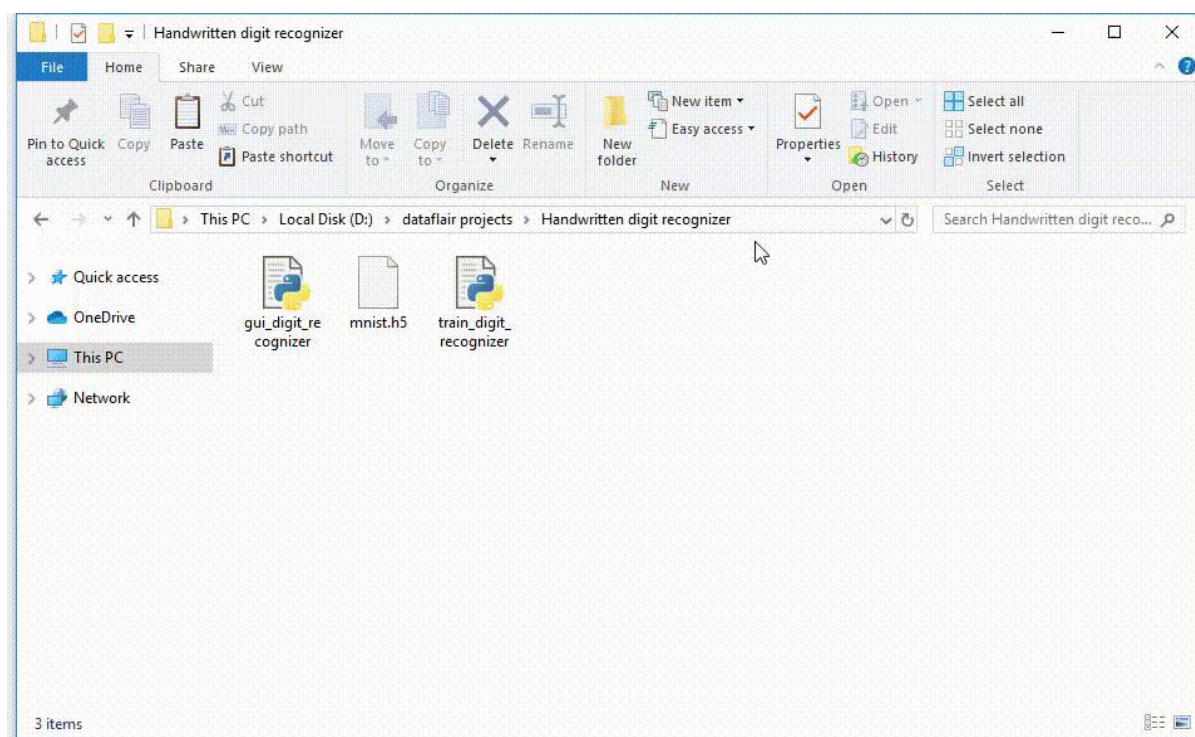 Handwritten digit recognizer
File Home Share View
Pin to Quick access
Copy
Paste
Cut
Copy path
Paste shortcut
Clipboard
Move to
Copy to
Delete
Rename
New folder
Organize
New item
Easy access
New
Properties
Open
Edit
History
Open
Select all
Select none
Invert selection
Select
This PC > Local Disk (D:) > dataflair projects > Handwritten digit recognizer
Search Handwritten digit reco...
Quick access
OneDrive
This PC
Network
gui_digit_re
cognizer
mnist.h5
train_digit_
recognizer
3 items